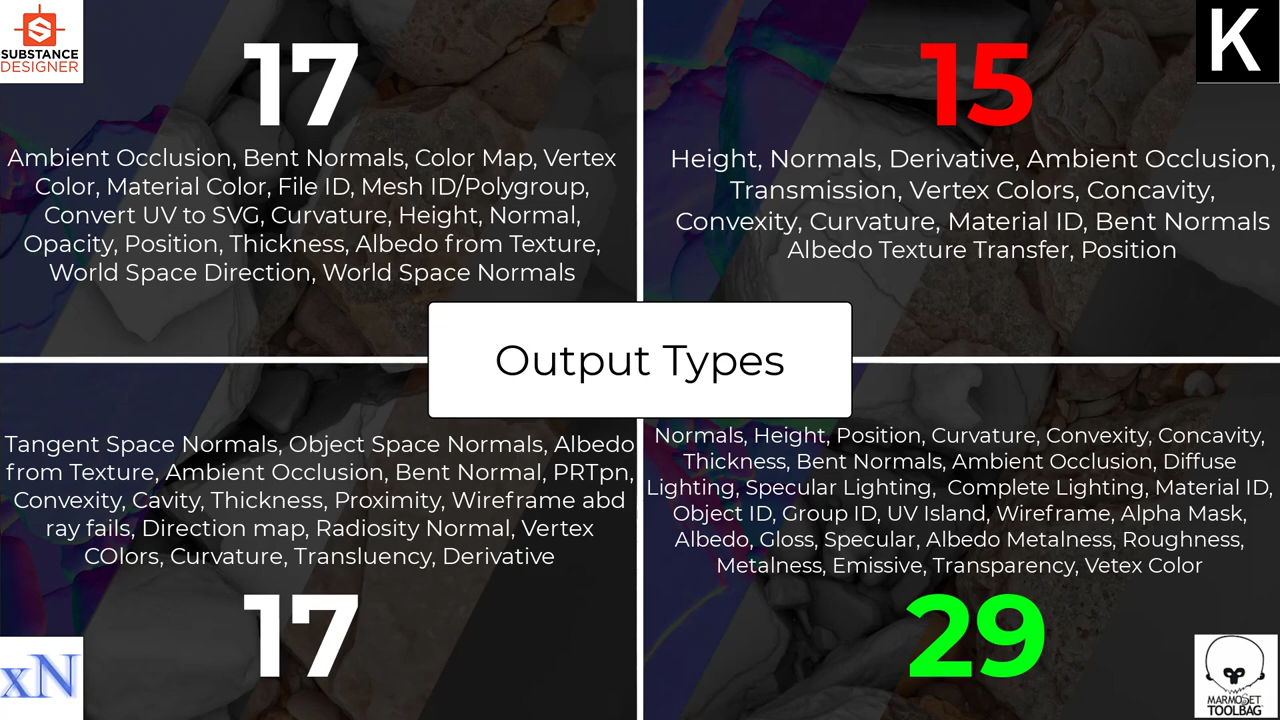 SUBSTANCE
DESIGNER
17
Ambient Occlusion, Bent Normals, Color Map, Vertex
Color, Material Color, File ID, Mesh ID/Polygroup,
Convert UV to SVG, Curvature, Height, Normal,
Opacity, Position, Thickness, Albedo from Texture,
World Space Direction, World Space Normals
K
15
Height, Normals, Derivative, Ambient Occlusion,
Transmission, Vertex Colors, Concavity,
Convexity, Curvature, Material ID, Bent Normals
Albedo Texture Transfer, Position
Output Types
Tangent Space Normals, Object Space Normals, Albedo
from Texture, Ambient Occlusion, Bent Normal, PRTpn,
Convexity, Cavity, Thickness, Proximity, Wireframe abd
ray fails, Direction map, Radiosity Normal, Vertex
COlors, Curvature, Transluency, Derivative
17
xN
Normals, Height, Position, Curvature, Convexity, Concavity,
Thickness, Bent Normals, Ambient Occlusion, Diffuse
Lighting, Specular Lighting,  Complete Lighting, Material ID,
Object ID, Group ID, UV Island, Wireframe, Alpha Mask,
Albedo, Gloss, Specular, Albedo Metalness, Roughness,
Metalness, Emissive, Transparency, Vetex Color
29
MARMOSET
TOOLBAG